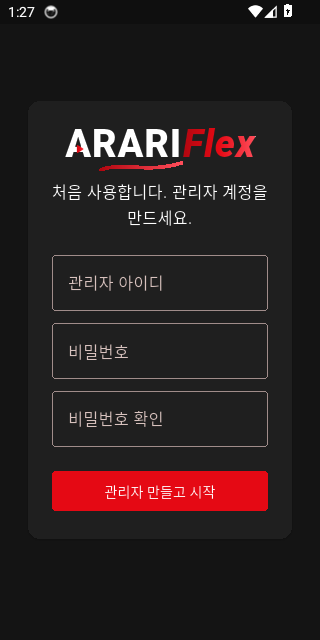 1:27
ARARIFlex
처음 사용합니다. 관리자 계정을
만드세요.
관리자 아이디
비밀번호
비밀번호 확인
관리자 만들고 시작